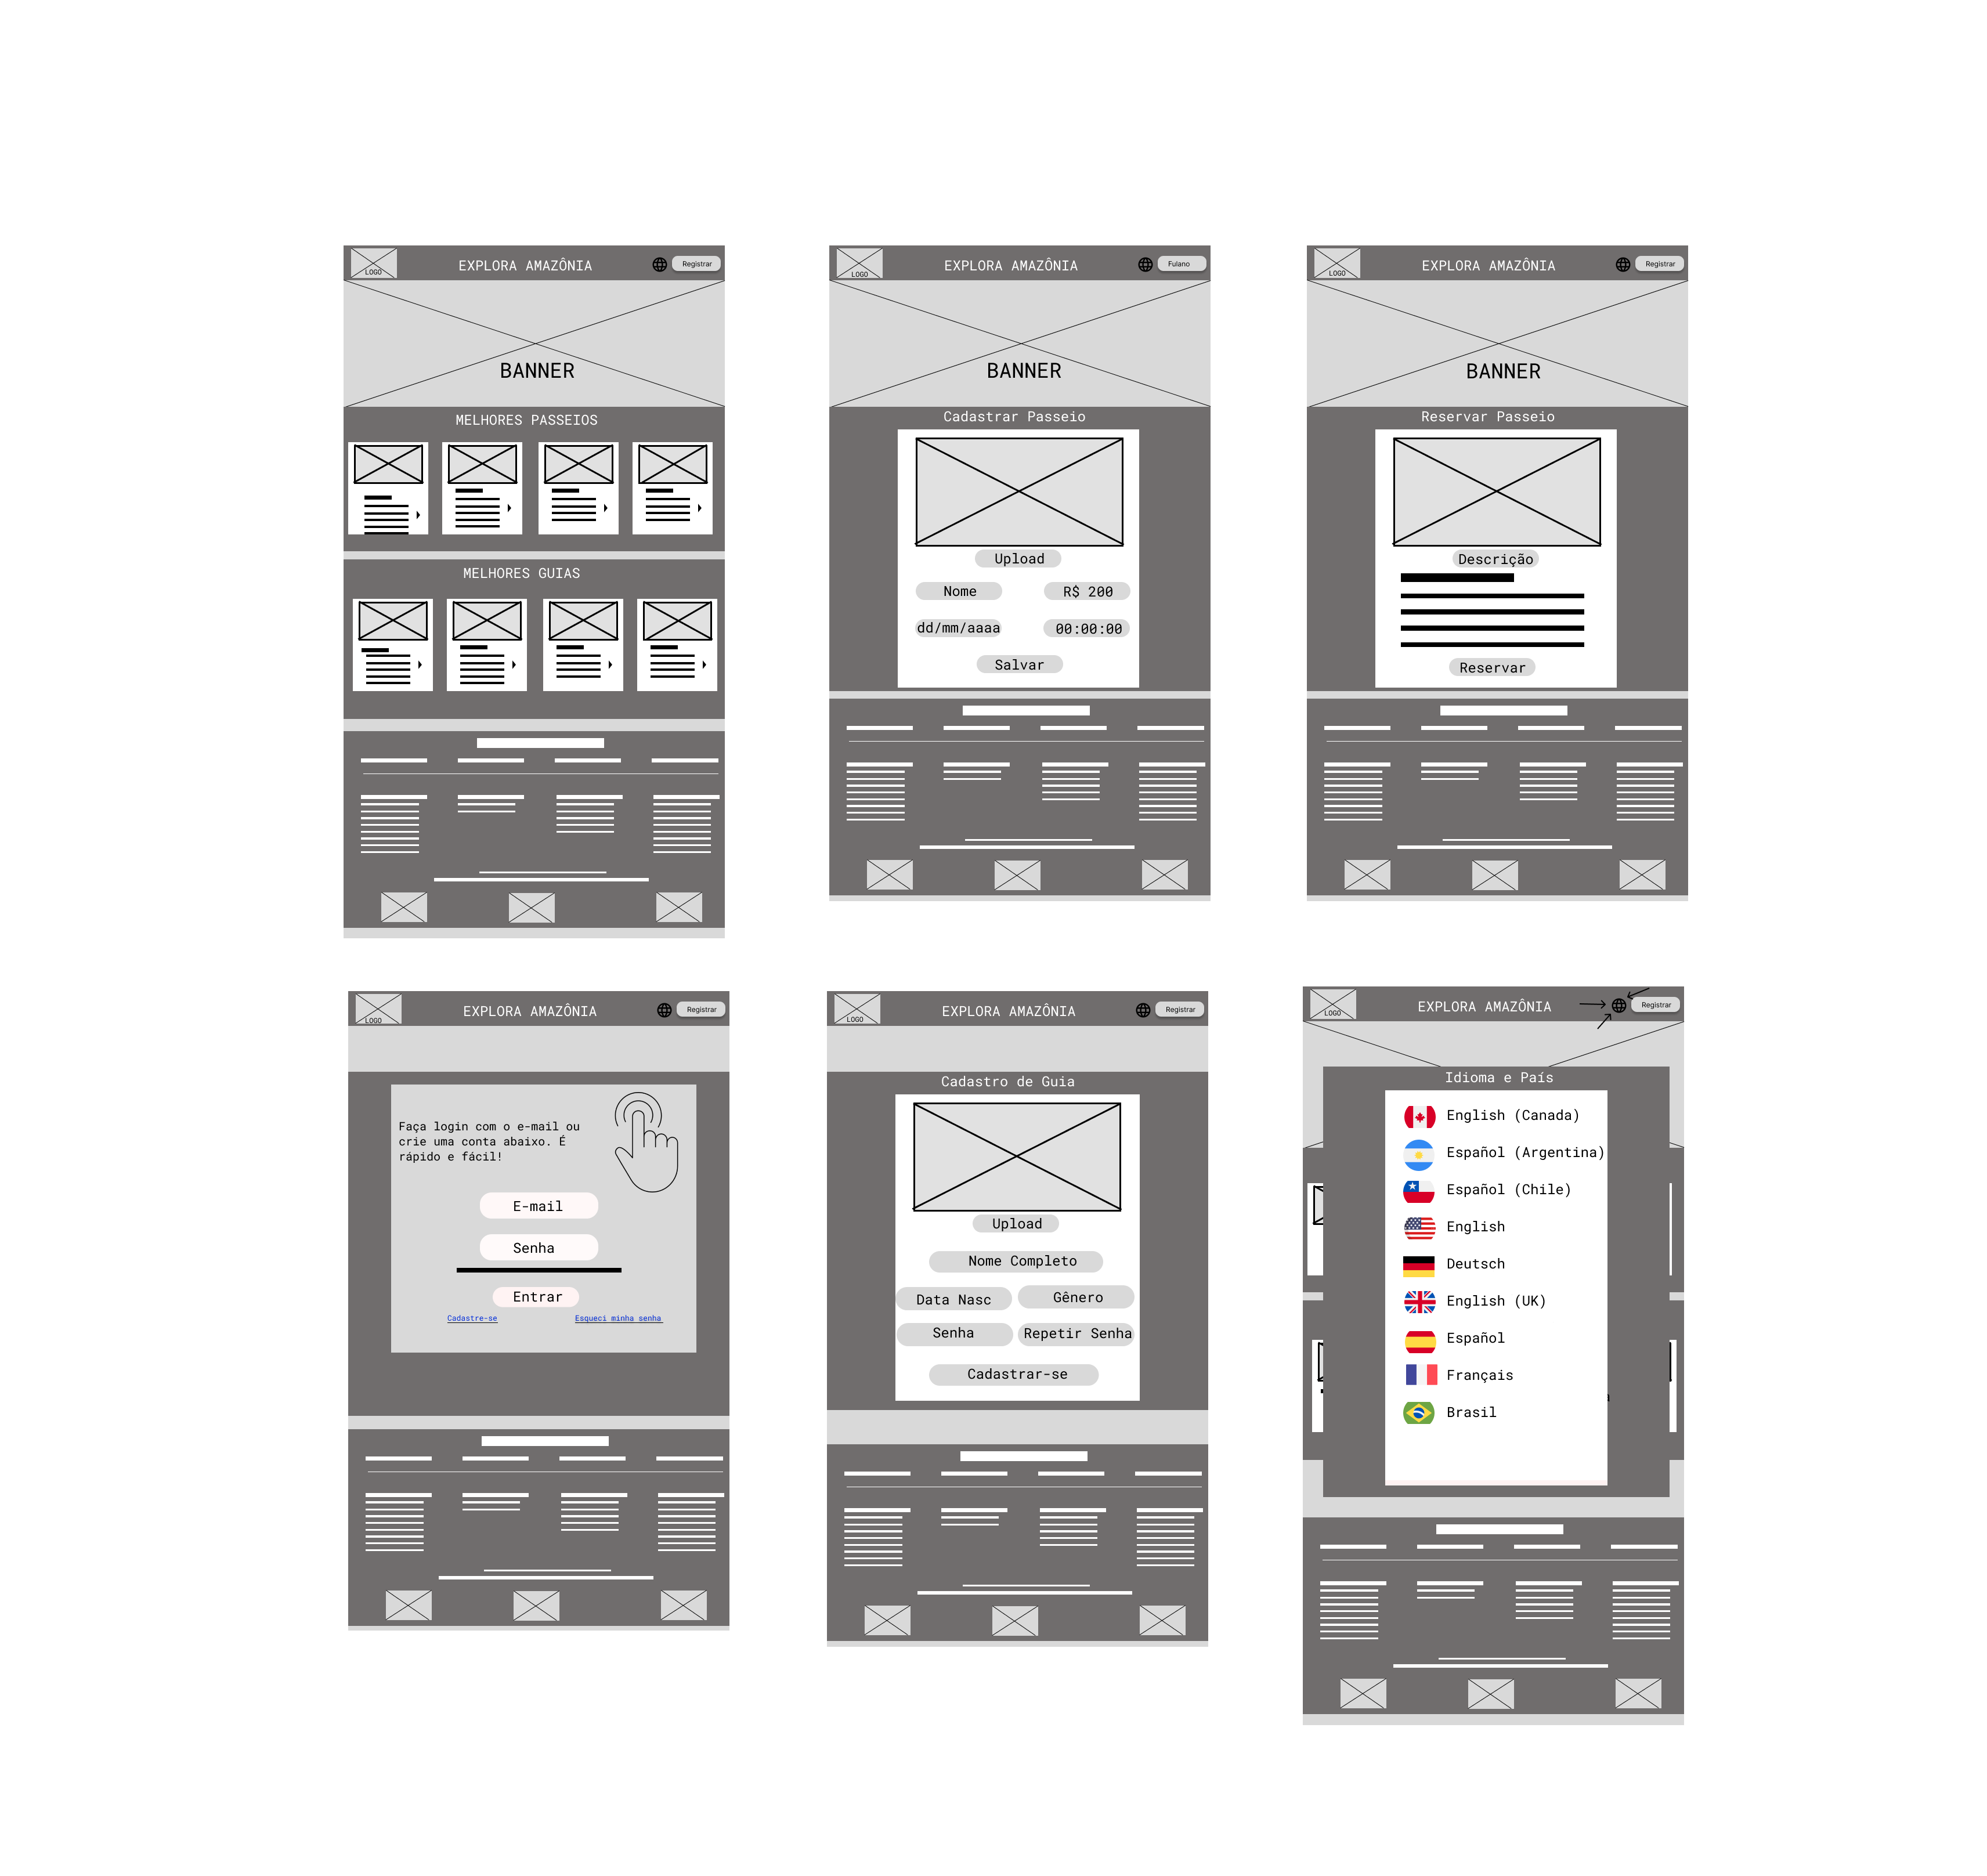 LOGO
EXPLORA AMAZÔNIA
Registrar
BANNER
MELHORES PASSEIOS
MELHORES GUIAS
LOGO
EXPLORA AMAZÔNIA
Fulano
BANNER
Cadastrar Passeio
Upload
Nome
R$ 200
dd/mm/aaaa
00:00:00
Salvar
LOGO
EXPLORA AMAZÔNIA
Registrar
BANNER
Reservar Passeio
Descrição
Reservar
LOGO
EXPLORA AMAZÔNIA
Registrar
Faça login com o e-mail ou
crie uma conta abaixo. É
rápido e fácil!
E-mail
Senha
Entrar
Cadastre-se
Esqueci minha senha
LOGO
EXPLORA AMAZÔNIA
Registrar
Cadastro de Guia
Upload
Nome Completo
Data Nasc
Gênero
Senha
Repetir Senha
Cadastrar-se
LOGO
EXPLORA AMAZÔNIA
Registrar
Idioma e País
English (Canada)
Español (Argentina)
Español (Chile)
English
Deutsch
English (UK)
Español
Français
Brasil